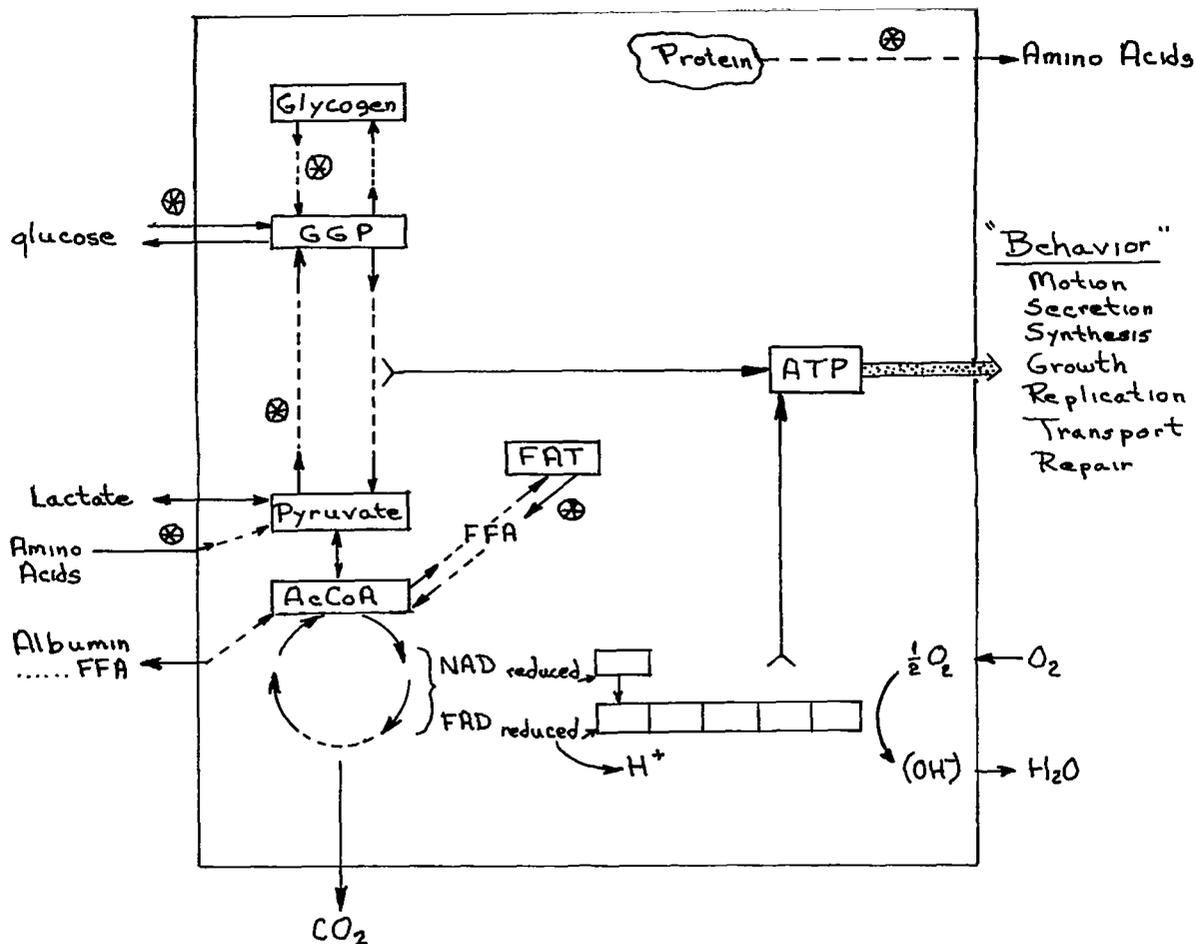 Protein
Amino Acids
Glycogen
glucose
GGP
"Behavior"
Motion
Secretion
Synthesis
Growth
Replication
Transport
Repair
ATP
FAT
Lactate
Pyruvate
FFA
Amino
Acids
AcCoA
Albumin
...... FFA
NAD reduced
FAD reduced
H⁺
½O₂
O₂
(OH⁻)
H₂O
CO₂